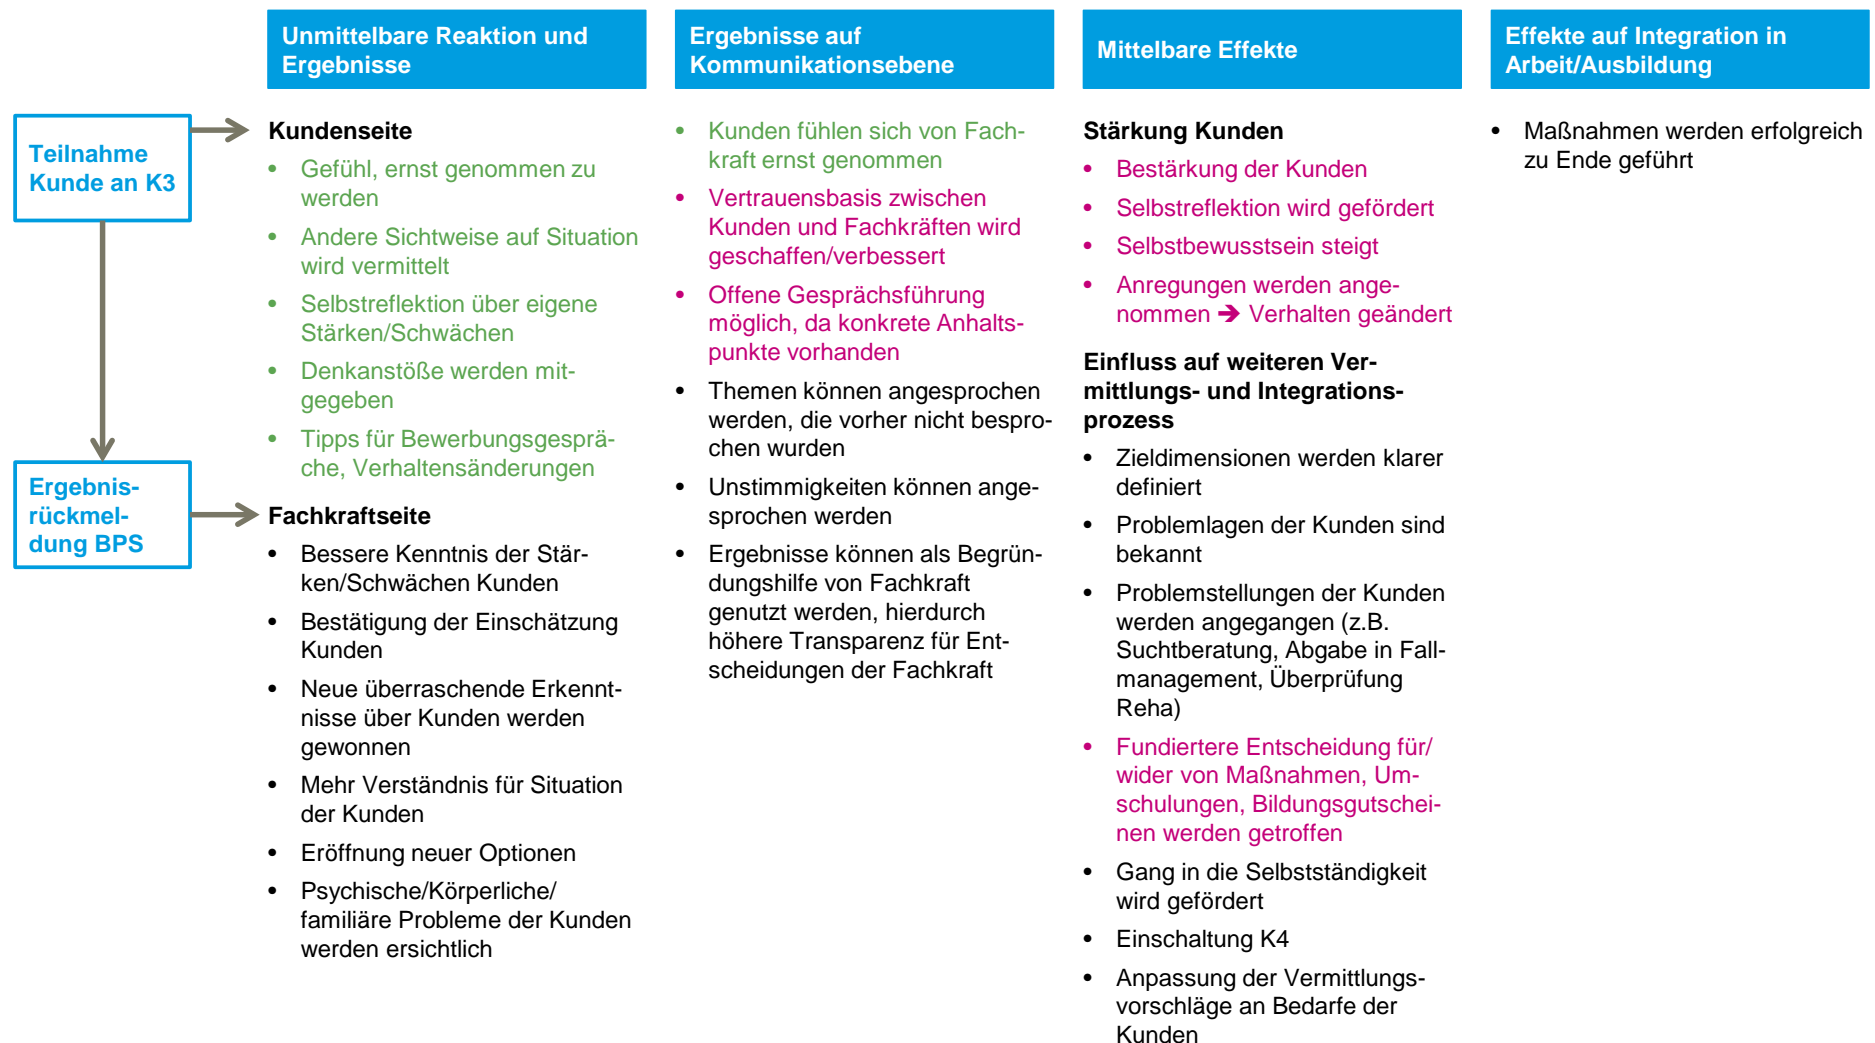 Unmittelbare Reaktion und
Ergebnisse
Ergebnisse auf
Kommunikationsebene
Mittelbare Effekte
Effekte auf Integration in
Arbeit/Ausbildung
Teilnahme
Kunde an K3
Ergebnis-
rückmel-
dung BPS
Kundenseite
• Gefühl, ernst genommen zu
werden
• Andere Sichtweise auf Situation
wird vermittelt
• Selbstreflektion über eigene
Stärken/Schwächen
• Denkanstöße werden mit-
gegeben
• Tipps für Bewerbungsgesprä-
che, Verhaltensänderungen
Fachkraftseite
• Bessere Kenntnis der Stär-
ken/Schwächen Kunden
• Bestätigung der Einschätzung
Kunden
• Neue überraschende Erkennt-
nisse über Kunden werden
gewonnen
• Mehr Verständnis für Situation
der Kunden
• Eröffnung neuer Optionen
• Psychische/Körperliche/
familiäre Probleme der Kunden
werden ersichtlich
• Kunden fühlen sich von Fach-
kraft ernst genommen
• Vertrauensbasis zwischen
Kunden und Fachkräften wird
geschaffen/verbessert
• Offene Gesprächsführung
möglich, da konkrete Anhalts-
punkte vorhanden
• Themen können angesprochen
werden, die vorher nicht bespro-
chen wurden
• Unstimmigkeiten können ange-
sprochen werden
• Ergebnisse können als Begrün-
dungshilfe von Fachkraft
genutzt werden, hierdurch
höhere Transparenz für Ent-
scheidungen der Fachkraft
Stärkung Kunden
• Bestärkung der Kunden
• Selbstreflektion wird gefördert
• Selbstbewusstsein steigt
• Anregungen werden ange-
nommen ➔ Verhalten geändert
Einfluss auf weiteren Ver-
mittlungs- und Integrations-
prozess
• Zieldimensionen werden klarer
definiert
• Problemlagen der Kunden sind
bekannt
• Problemstellungen der Kunden
werden angegangen (z.B.
Suchtberatung, Abgabe in Fall-
management, Überprüfung
Reha)
• Fundiertere Entscheidung für/
wider von Maßnahmen, Um-
schulungen, Bildungsgutschei-
nen werden getroffen
• Gang in die Selbstständigkeit
wird gefördert
• Einschaltung K4
• Anpassung der Vermittlungs-
vorschläge an Bedarfe der
Kunden
• Maßnahmen werden erfolgreich
zu Ende geführt